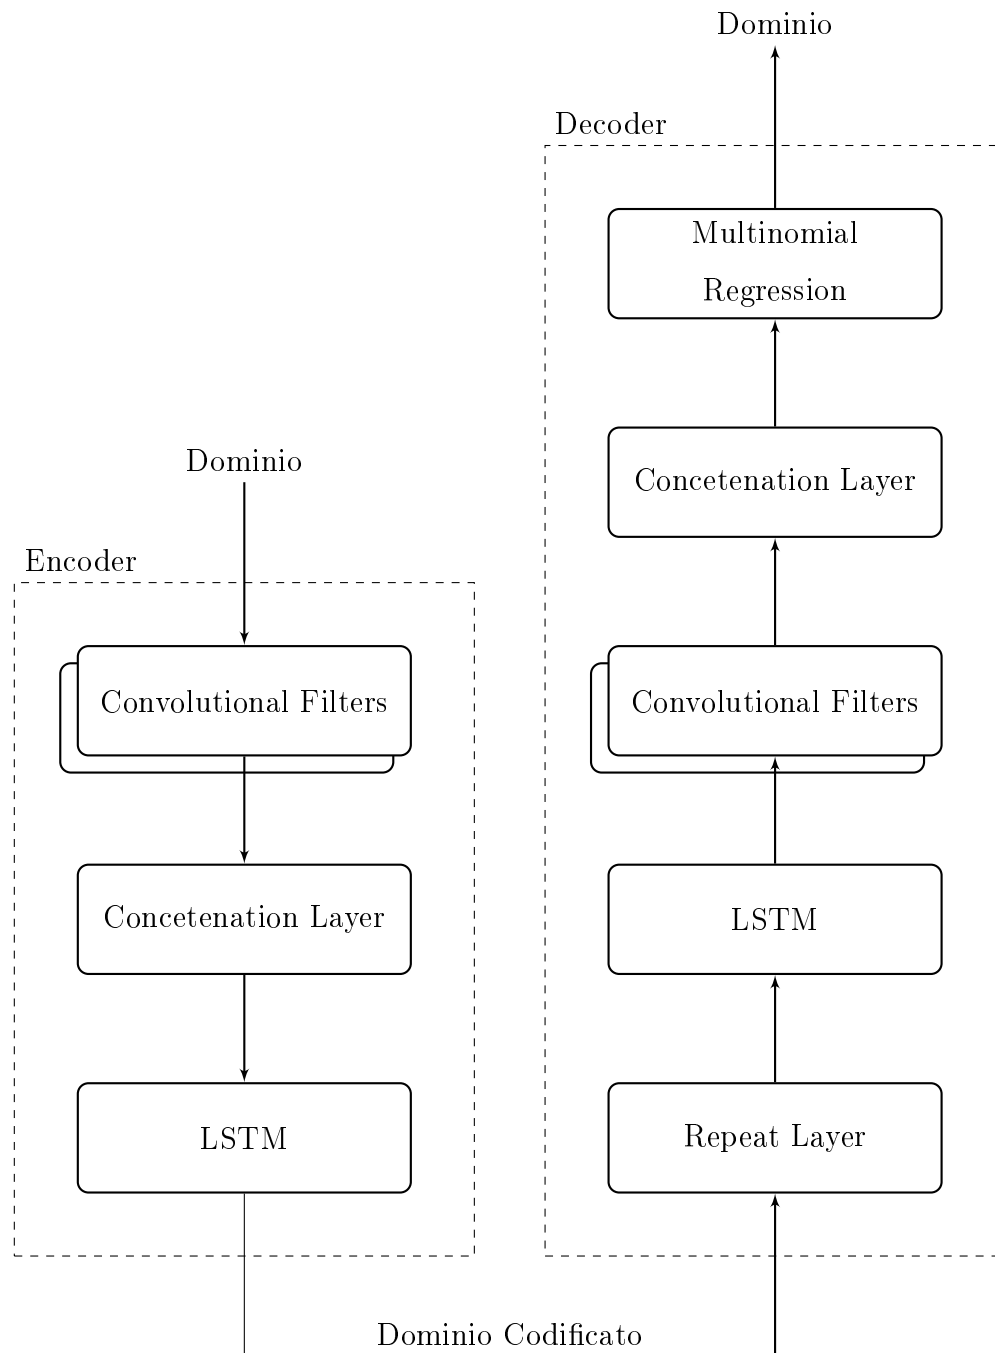 Dominio
Decoder
Multinomial
Regression
Concetenation Layer
Dominio
Encoder
Convolutional Filters
Convolutional Filters
Concetenation Layer
LSTM
LSTM
Repeat Layer
Dominio Codificato